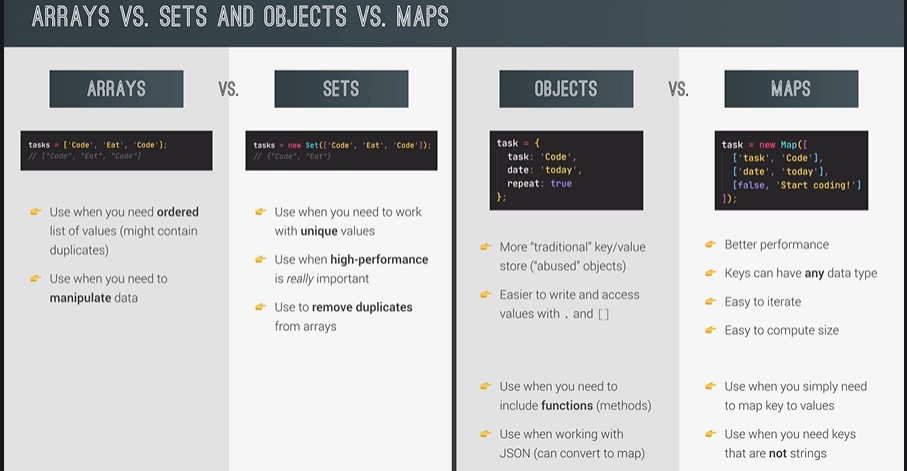 ARRAYS VS. SETS AND OBJECTS VS. MAPS
ARRAYS
VS.
SETS
tasks = ['Code', 'Eat', 'Code'];
// ["Code", "Eat", "Code"]
tasks = new Set(['Code', 'Eat', 'Code']);
// {"Code", "Eat"}
👉 Use when you need ordered
list of values (might contain
duplicates)
👉 Use when you need to
manipulate data
👉 Use when you need to work
with unique values
👉 Use when high-performance
is really important
👉 Use to remove duplicates
from arrays
OBJECTS
VS.
MAPS
task = {
task: 'Code',
date: 'today',
repeat: true
};
task = new Map([
['task', 'Code'],
['date', 'today'],
[false, 'Start coding!']
]);
👉 More “traditional” key/value
store (“abused” objects)
👉 Easier to write and access
values with . and []
👉 Use when you need to
include functions (methods)
👉 Use when working with
JSON (can convert to map)
👉 Better performance
👉 Keys can have any data type
👉 Easy to iterate
👉 Easy to compute size
👉 Use when you simply need
to map key to values
👉 Use when you need keys
that are not strings